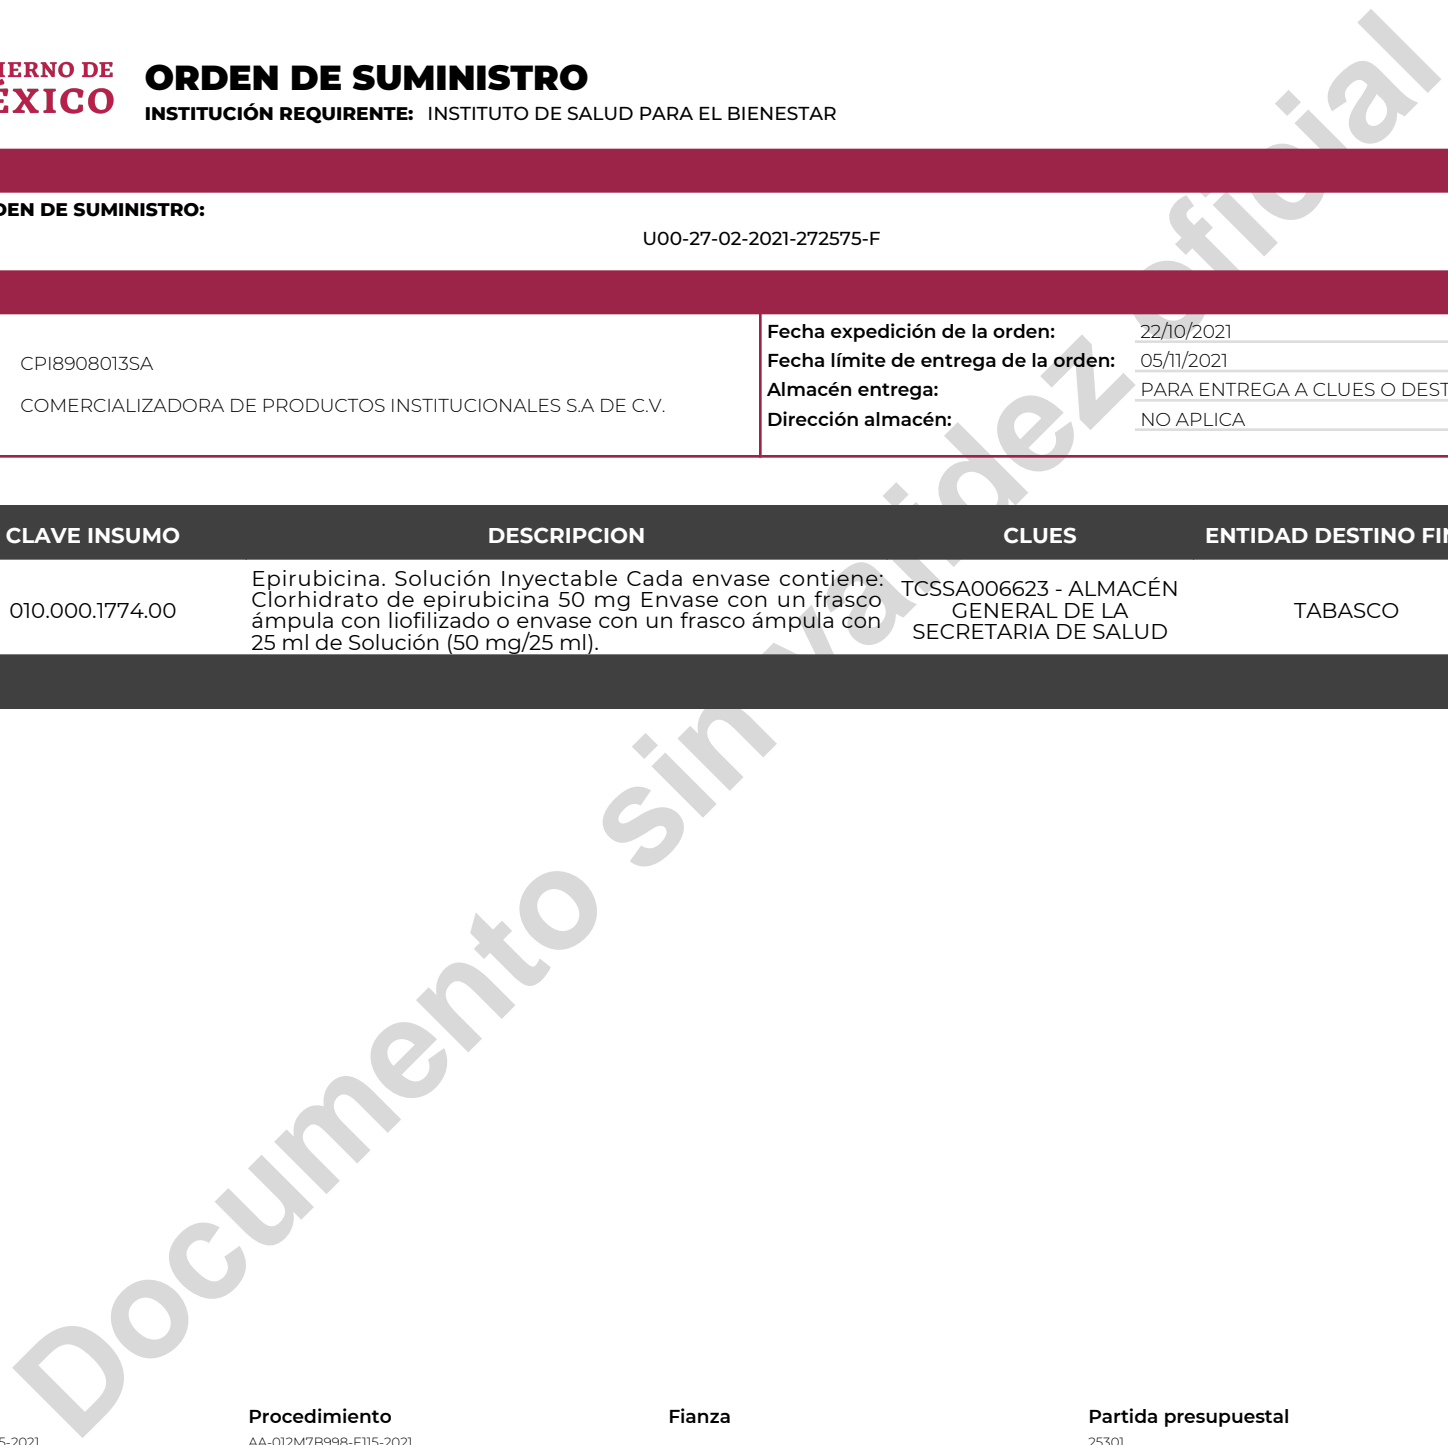 IERNO DE
ÉXICO
ORDEN DE SUMINISTRO
INSTITUCIÓN REQUIRENTE: INSTITUTO DE SALUD PARA EL BIENESTAR
DEN DE SUMINISTRO:
U00-27-02-2021-272575-F
CPI8908013SA
COMERCIALIZADORA DE PRODUCTOS INSTITUCIONALES S.A DE C.V.
Fecha expedición de la orden: 22/10/2021
Fecha límite de entrega de la orden: 05/11/2021
Almacén entrega: PARA ENTREGA A CLUES O DEST
Dirección almacén: NO APLICA
CLAVE INSUMO DESCRIPCION CLUES ENTIDAD DESTINO FIN
010.000.1774.00
Epirubicina. Solución Inyectable Cada envase contiene:
Clorhidrato de epirubicina 50 mg Envase con un frasco
ámpula con liofilizado o envase con un frasco ámpula con
25 ml de Solución (50 mg/25 ml).
TCSSA006623 - ALMACÉN
GENERAL DE LA
SECRETARIA DE SALUD
TABASCO
Documento sin validez oficial
Procedimiento Fianza Partida presupuestal
5-2021 AA-012M7B998-E115-2021 25301